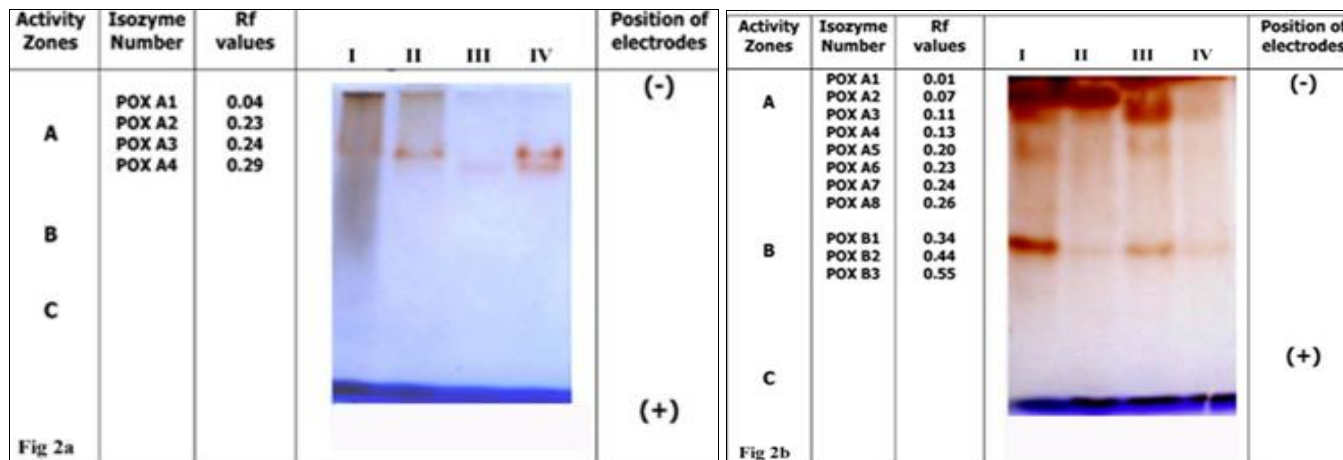 Activity Zones Isozyme Number Rf values I II III IV Position of electrodes
A
B
C
POX A1 0.04
POX A2 0.23
POX A3 0.24
POX A4 0.29
(-)
(+)
Fig 2a
Activity Zones Isozyme Number Rf values I II III IV Position of electrodes
A
POX A1 0.01
POX A2 0.07
POX A3 0.11
POX A4 0.13
POX A5 0.20
POX A6 0.23
POX A7 0.24
POX A8 0.26
B
POX B1 0.34
POX B2 0.44
POX B3 0.55
C
(-)
(+)
Fig 2b